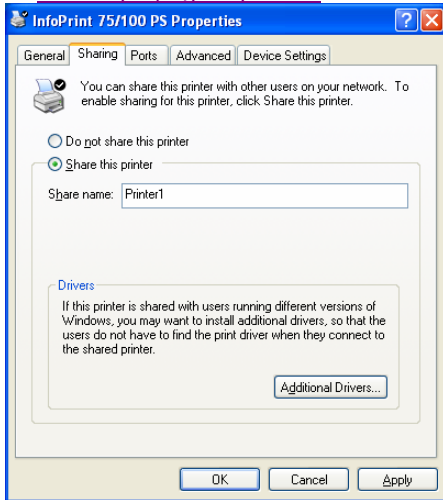 InfoPrint 75/100 PS Properties
General Sharing Ports Advanced Device Settings
You can share this printer with other users on your network. To
enable sharing for this printer, click Share this printer.
Do not share this printer
Share this printer
Share name: Printer1
Drivers
If this printer is shared with users running different versions of
Windows, you may want to install additional drivers, so that the
users do not have to find the print driver when they connect to
the shared printer.
Additional Drivers...
OK Cancel Apply